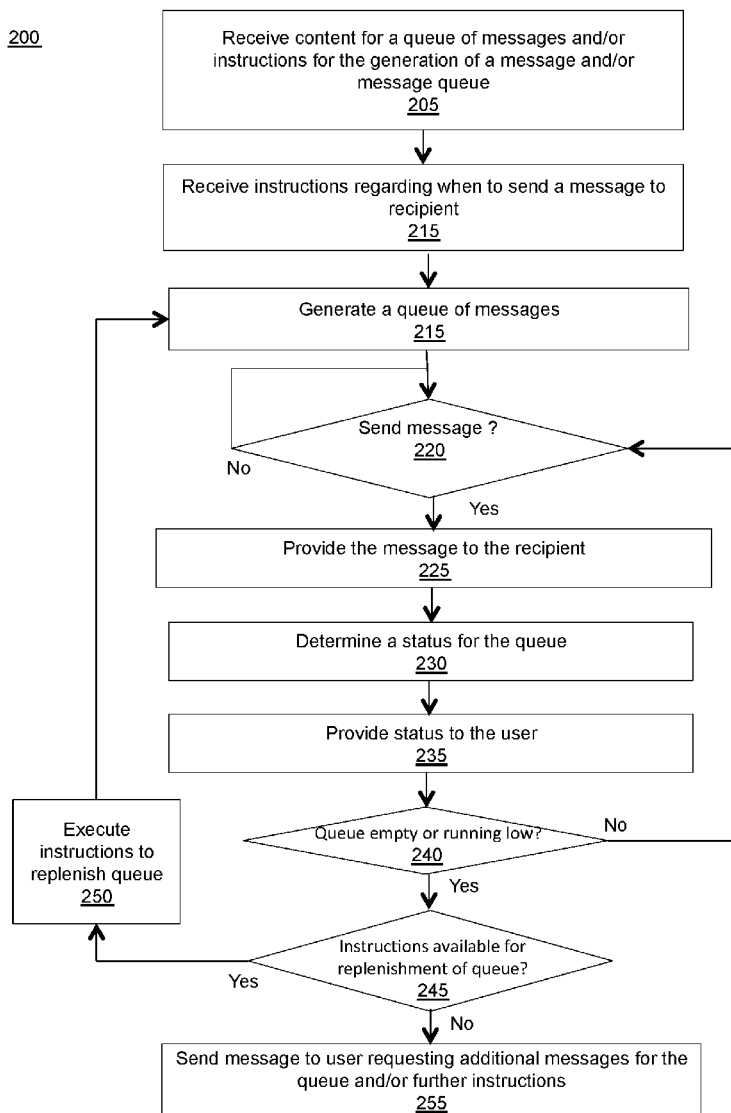 200
Receive content for a queue of messages and/or
instructions for the generation of a message and/or
message queue
205
Receive instructions regarding when to send a message to
recipient
215
Generate a queue of messages
215
Send message ?
220
No
Yes
Provide the message to the recipient
225
Determine a status for the queue
230
Provide status to the user
235
Queue empty or running low?
240
No
Yes
Execute
instructions to
replenish queue
250
Instructions available for
replenishment of queue?
245
Yes
No
Send message to user requesting additional messages for the
queue and/or further instructions
255